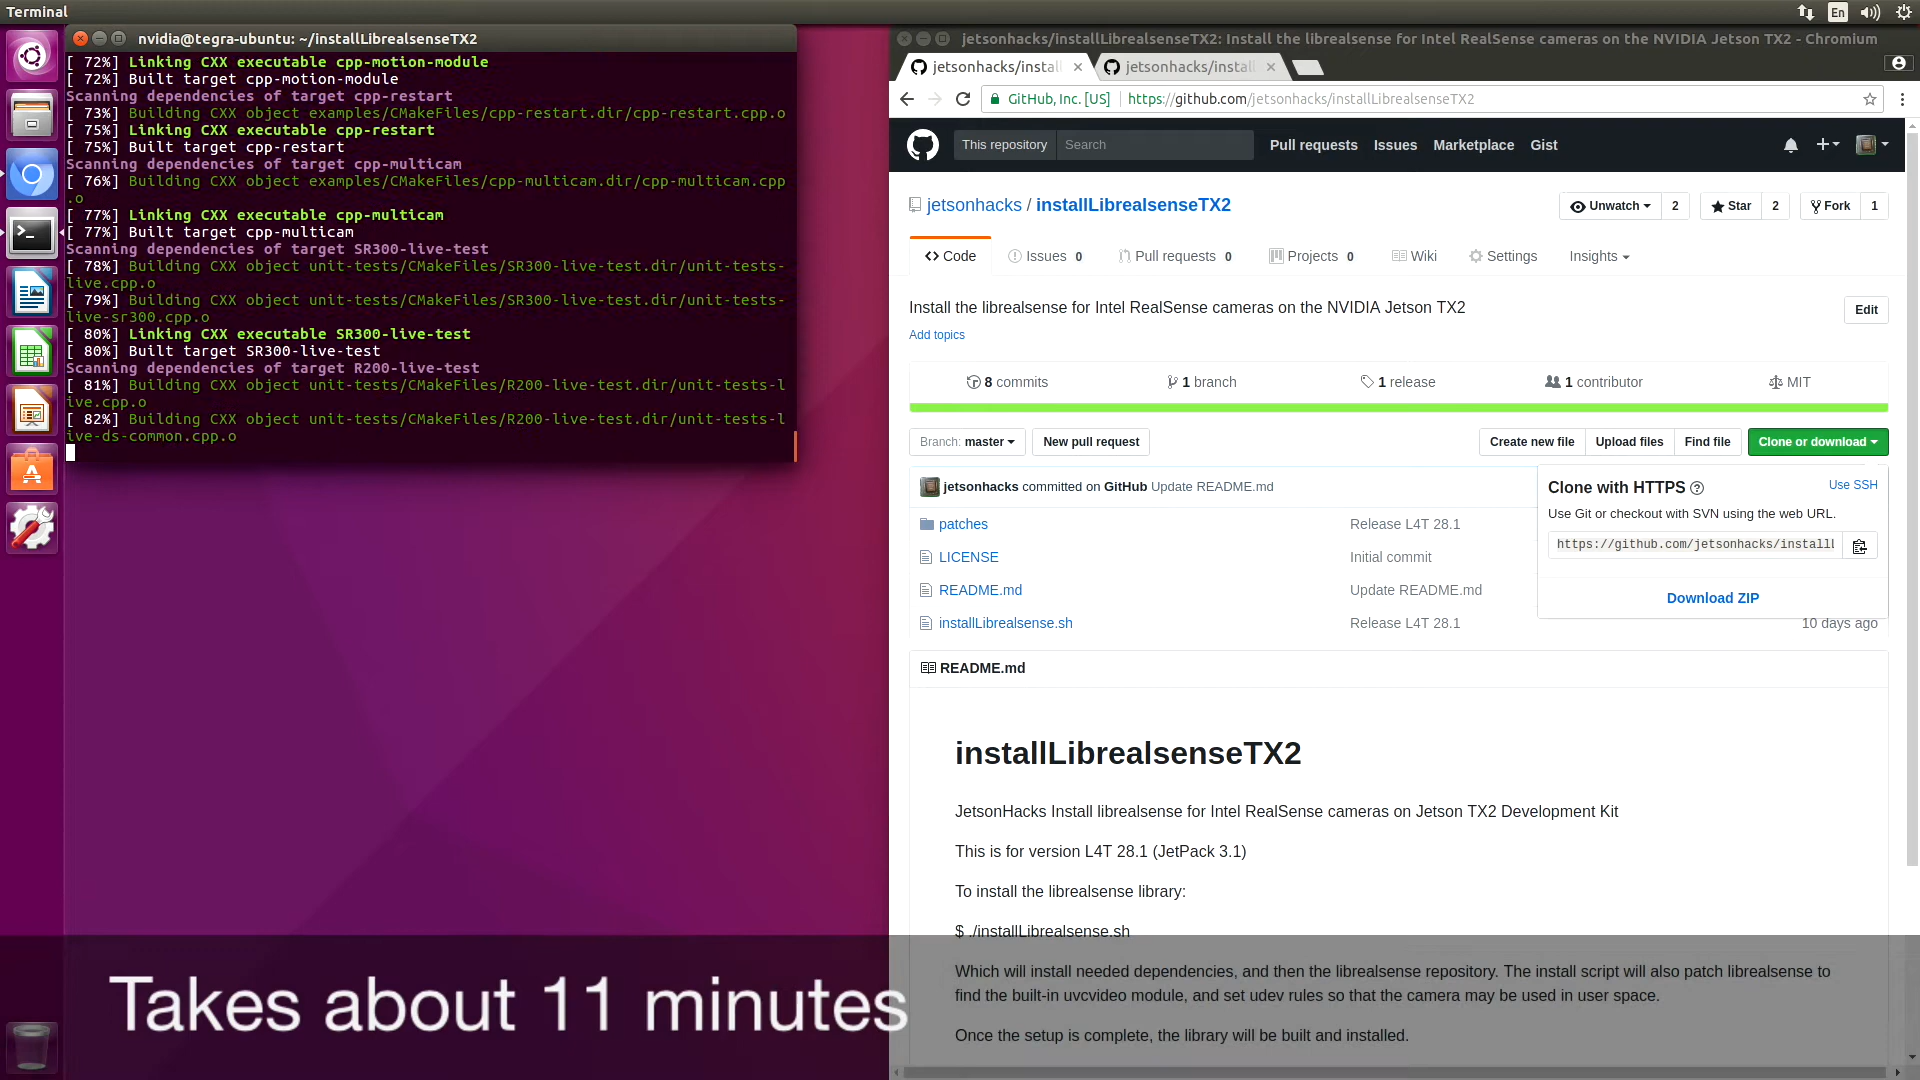 Terminal
En
nvidia@tegra-ubuntu: ~/installLibrealsenseTX2
[ 72%] Linking CXX executable cpp-motion-module
[ 72%] Built target cpp-motion-module
Scanning dependencies of target cpp-restart
[ 73%] Building CXX object examples/CMakeFiles/cpp-restart.dir/cpp-restart.cpp.o
[ 75%] Linking CXX executable cpp-restart
[ 75%] Built target cpp-restart
Scanning dependencies of target cpp-multicam
[ 76%] Building CXX object examples/CMakeFiles/cpp-multicam.dir/cpp-multicam.cpp
.o
[ 77%] Linking CXX executable cpp-multicam
[ 77%] Built target cpp-multicam
Scanning dependencies of target SR300-live-test
[ 78%] Building CXX object unit-tests/CMakeFiles/SR300-live-test.dir/unit-tests-
live.cpp.o
[ 79%] Building CXX object unit-tests/CMakeFiles/SR300-live-test.dir/unit-tests-
live-sr300.cpp.o
[ 80%] Linking CXX executable SR300-live-test
[ 80%] Built target SR300-live-test
Scanning dependencies of target R200-live-test
[ 81%] Building CXX object unit-tests/CMakeFiles/R200-live-test.dir/unit-tests-l
ive.cpp.o
[ 82%] Building CXX object unit-tests/CMakeFiles/R200-live-test.dir/unit-tests-l
ive-ds-common.cpp.o
jetsonhacks/installLibrealsenseTX2: Install the librealsense for Intel RealSense cameras on the NVIDIA Jetson TX2 - Chromium
jetsonhacks/instal jetsonhacks/instal
GitHub, Inc. [US] https://github.com/jetsonhacks/installLibrealsenseTX2
This repository Search Pull requests Issues Marketplace Gist
jetsonhacks / installLibrealsenseTX2 Unwatch 2 Star 2 Fork 1
Code Issues 0 Pull requests 0 Projects 0 Wiki Settings Insights
Install the librealsense for Intel RealSense cameras on the NVIDIA Jetson TX2 Edit
Add topics
8 commits 1 branch 1 release 1 contributor MIT
Branch: master New pull request Create new file Upload files Find file Clone or download
jetsonhacks committed on GitHub Update README.md
patches Release L4T 28.1
LICENSE Initial commit
README.md Update README.md
installLibrealsense.sh Release L4T 28.1 10 days ago
Clone with HTTPS Use SSH
Use Git or checkout with SVN using the web URL.
https://github.com/jetsonhacks/installL
Download ZIP
README.md
installLibrealsenseTX2
JetsonHacks Install librealsense for Intel RealSense cameras on Jetson TX2 Development Kit
This is for version L4T 28.1 (JetPack 3.1)
To install the librealsense library:
$ ./installLibrealsense.sh
Which will install needed dependencies, and then the librealsense repository. The install script will also patch librealsense to
find the built-in uvcvideo module, and set udev rules so that the camera may be used in user space.
Once the setup is complete, the library will be built and installed.
Takes about 11 minutes